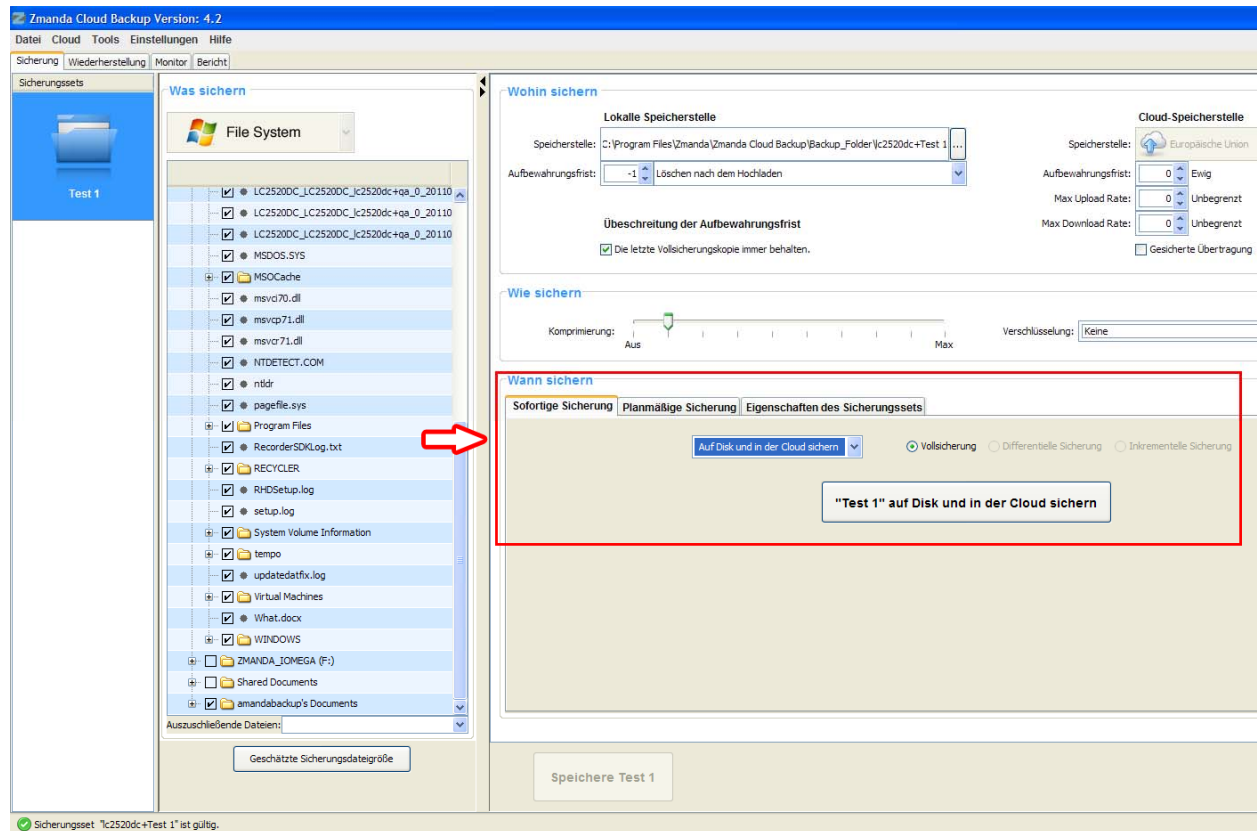 Zmanda Cloud Backup Version: 4.2
Datei Cloud Tools Einstellungen Hilfe
Sicherung Wiederherstellung Monitor Bericht
Sicherungssets
Test 1
Was sichern
File System
LC2520DC_LC2520DC_lc2520dc+qa_0_20110
LC2520DC_LC2520DC_lc2520dc+qa_0_20110
LC2520DC_LC2520DC_lc2520dc+qa_0_20110
MSDOS.SYS
MSOCache
msvci70.dll
msvcp71.dll
msvcr71.dll
NTDETECT.COM
ntldr
pagefile.sys
Program Files
RecorderSDKLog.txt
RECYCLER
RHDSetup.log
setup.log
System Volume Information
tempo
updatedatfix.log
Virtual Machines
What.docx
WINDOWS
ZMANDA_IOMEGA (F:)
Shared Documents
amandabackup's Documents
Auszuschließende Dateien:
Geschätzte Sicherungsdateigröße
Wohin sichern
Lokalle Speicherstelle
Speicherstelle: C:\Program Files\Zmanda\Zmanda Cloud Backup\Backup_Folder\lc2520dc+Test 1 ...
Aufbewahrungsfrist: -1 Löschen nach dem Hochladen
Übeschreitung der Aufbewahrungsfrist
Die letzte Vollsicherungskopie immer behalten.
Cloud-Speicherstelle
Speicherstelle: Europäische Union
Aufbewahrungsfrist: 0 Ewig
Max Upload Rate: 0 Unbegrenzt
Max Download Rate: 0 Unbegrenzt
Gesicherte Übertragung
Wie sichern
Komprimierung: Aus Max
Verschlüsselung: Keine
Wann sichern
Sofortige Sicherung Planmäßige Sicherung Eigenschaften des Sicherungssets
Auf Disk und in der Cloud sichern Vollsicherung Differentielle Sicherung Inkrementelle Sicherung
"Test 1" auf Disk und in der Cloud sichern
Speichere Test 1
Sicherungsset "lc2520dc+Test 1" ist gültig.